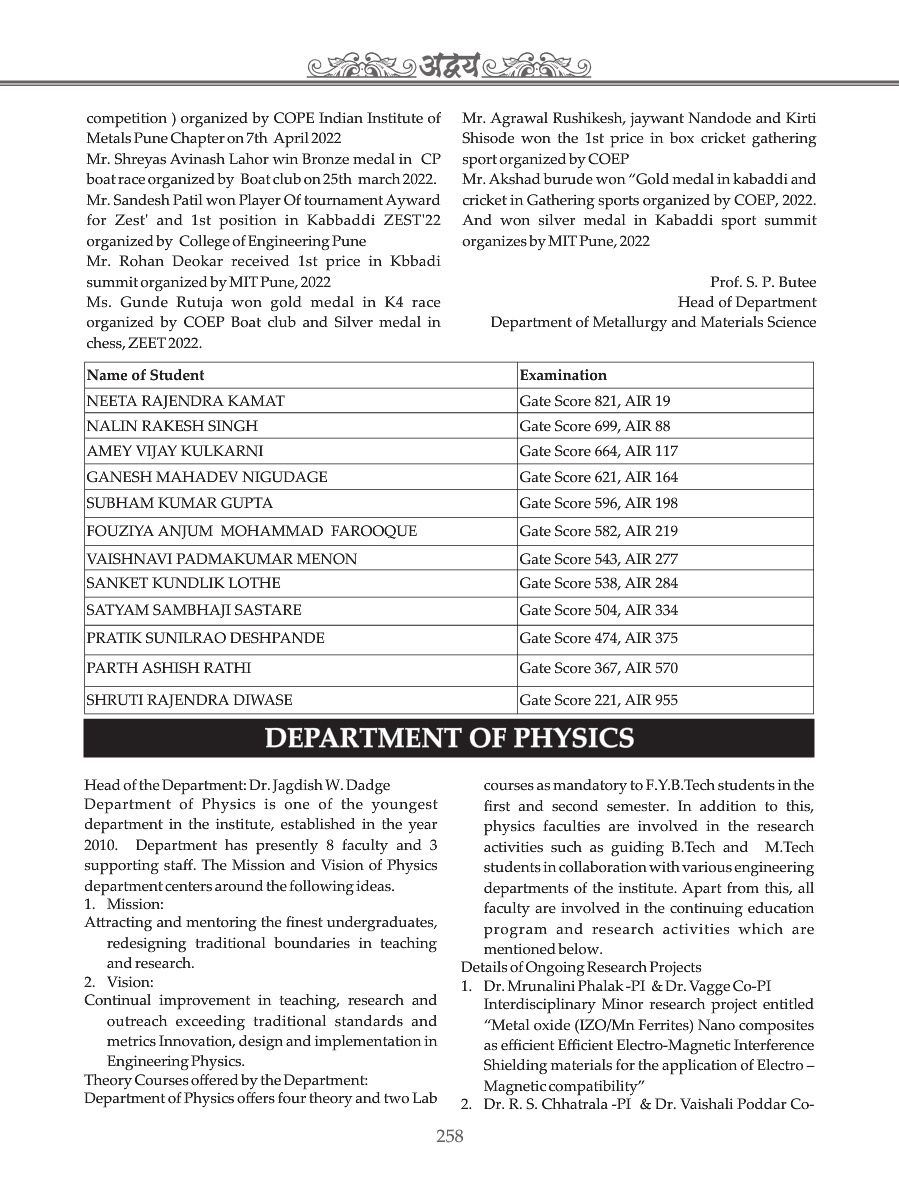 अद्वय
competition ) organized by COPE Indian Institute of
Metals Pune Chapter on 7th April 2022
Mr. Shreyas Avinash Lahor win Bronze medal in CP
boat race organized by Boat club on 25th march 2022.
Mr. Sandesh Patil won Player Of tournament Ayward
for Zest' and 1st position in Kabbaddi ZEST'22
organized by College of Engineering Pune
Mr. Rohan Deokar received 1st price in Kbbadi
summit organized by MIT Pune, 2022
Ms. Gunde Rutuja won gold medal in K4 race
organized by COEP Boat club and Silver medal in
chess, ZEET 2022.
Mr. Agrawal Rushikesh, jaywant Nandode and Kirti
Shisode won the 1st price in box cricket gathering
sport organized by COEP
Mr. Akshad burude won “Gold medal in kabaddi and
cricket in Gathering sports organized by COEP, 2022.
And won silver medal in Kabaddi sport summit
organizes by MIT Pune, 2022
Prof. S. P. Butee
Head of Department
Department of Metallurgy and Materials Science
Name of Student Examination
NEETA RAJENDRA KAMAT Gate Score 821, AIR 19
NALIN RAKESH SINGH Gate Score 699, AIR 88
AMEY VIJAY KULKARNI Gate Score 664, AIR 117
GANESH MAHADEV NIGUDAGE Gate Score 621, AIR 164
SUBHAM KUMAR GUPTA Gate Score 596, AIR 198
FOUZIYA ANJUM MOHAMMAD FAROOQUE Gate Score 582, AIR 219
VAISHNAVI PADMAKUMAR MENON Gate Score 543, AIR 277
SANKET KUNDLIK LOTHE Gate Score 538, AIR 284
SATYAM SAMBHAJI SASTARE Gate Score 504, AIR 334
PRATIK SUNILRAO DESHPANDE Gate Score 474, AIR 375
PARTH ASHISH RATHI Gate Score 367, AIR 570
SHRUTI RAJENDRA DIWASE Gate Score 221, AIR 955
DEPARTMENT OF PHYSICS
Head of the Department: Dr. Jagdish W. Dadge
Department of Physics is one of the youngest
department in the institute, established in the year
2010. Department has presently 8 faculty and 3
supporting staff. The Mission and Vision of Physics
department centers around the following ideas.
1. Mission:
Attracting and mentoring the finest undergraduates,
redesigning traditional boundaries in teaching
and research.
2. Vision:
Continual improvement in teaching, research and
outreach exceeding traditional standards and
metrics Innovation, design and implementation in
Engineering Physics.
Theory Courses offered by the Department:
Department of Physics offers four theory and two Lab
courses as mandatory to F.Y.B.Tech students in the
first and second semester. In addition to this,
physics faculties are involved in the research
activities such as guiding B.Tech and M.Tech
students in collaboration with various engineering
departments of the institute. Apart from this, all
faculty are involved in the continuing education
program and research activities which are
mentioned below.
Details of Ongoing Research Projects
1. Dr. Mrunalini Phalak -PI & Dr. Vagge Co-PI
Interdisciplinary Minor research project entitled
“Metal oxide (IZO/Mn Ferrites) Nano composites
as efficient Efficient Electro-Magnetic Interference
Shielding materials for the application of Electro –
Magnetic compatibility”
2. Dr. R. S. Chhatrala -PI & Dr. Vaishali Poddar Co-
258